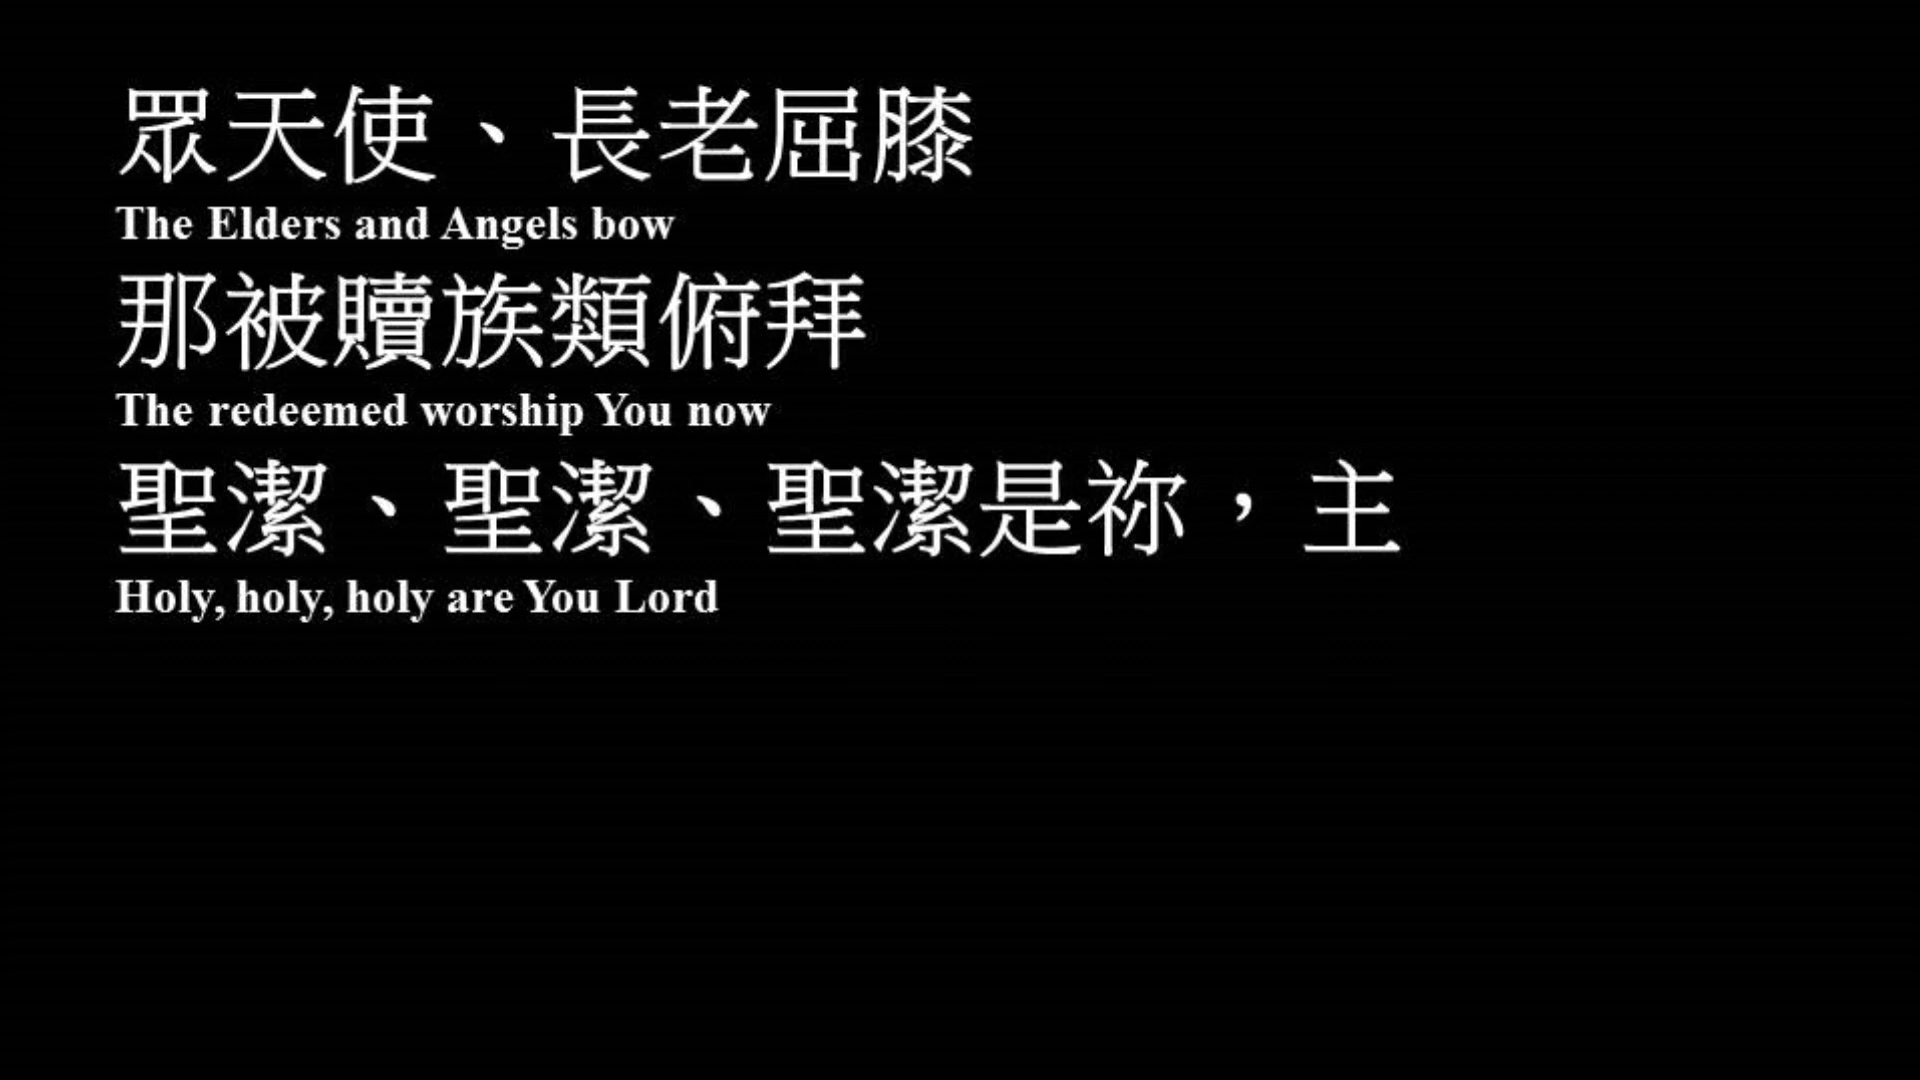 眾天使、長老屈膝
The Elders and Angels bow
那被贖族類俯拜
The redeemed worship You now
聖潔、聖潔、聖潔是祢，主
Holy, holy, holy are You Lord